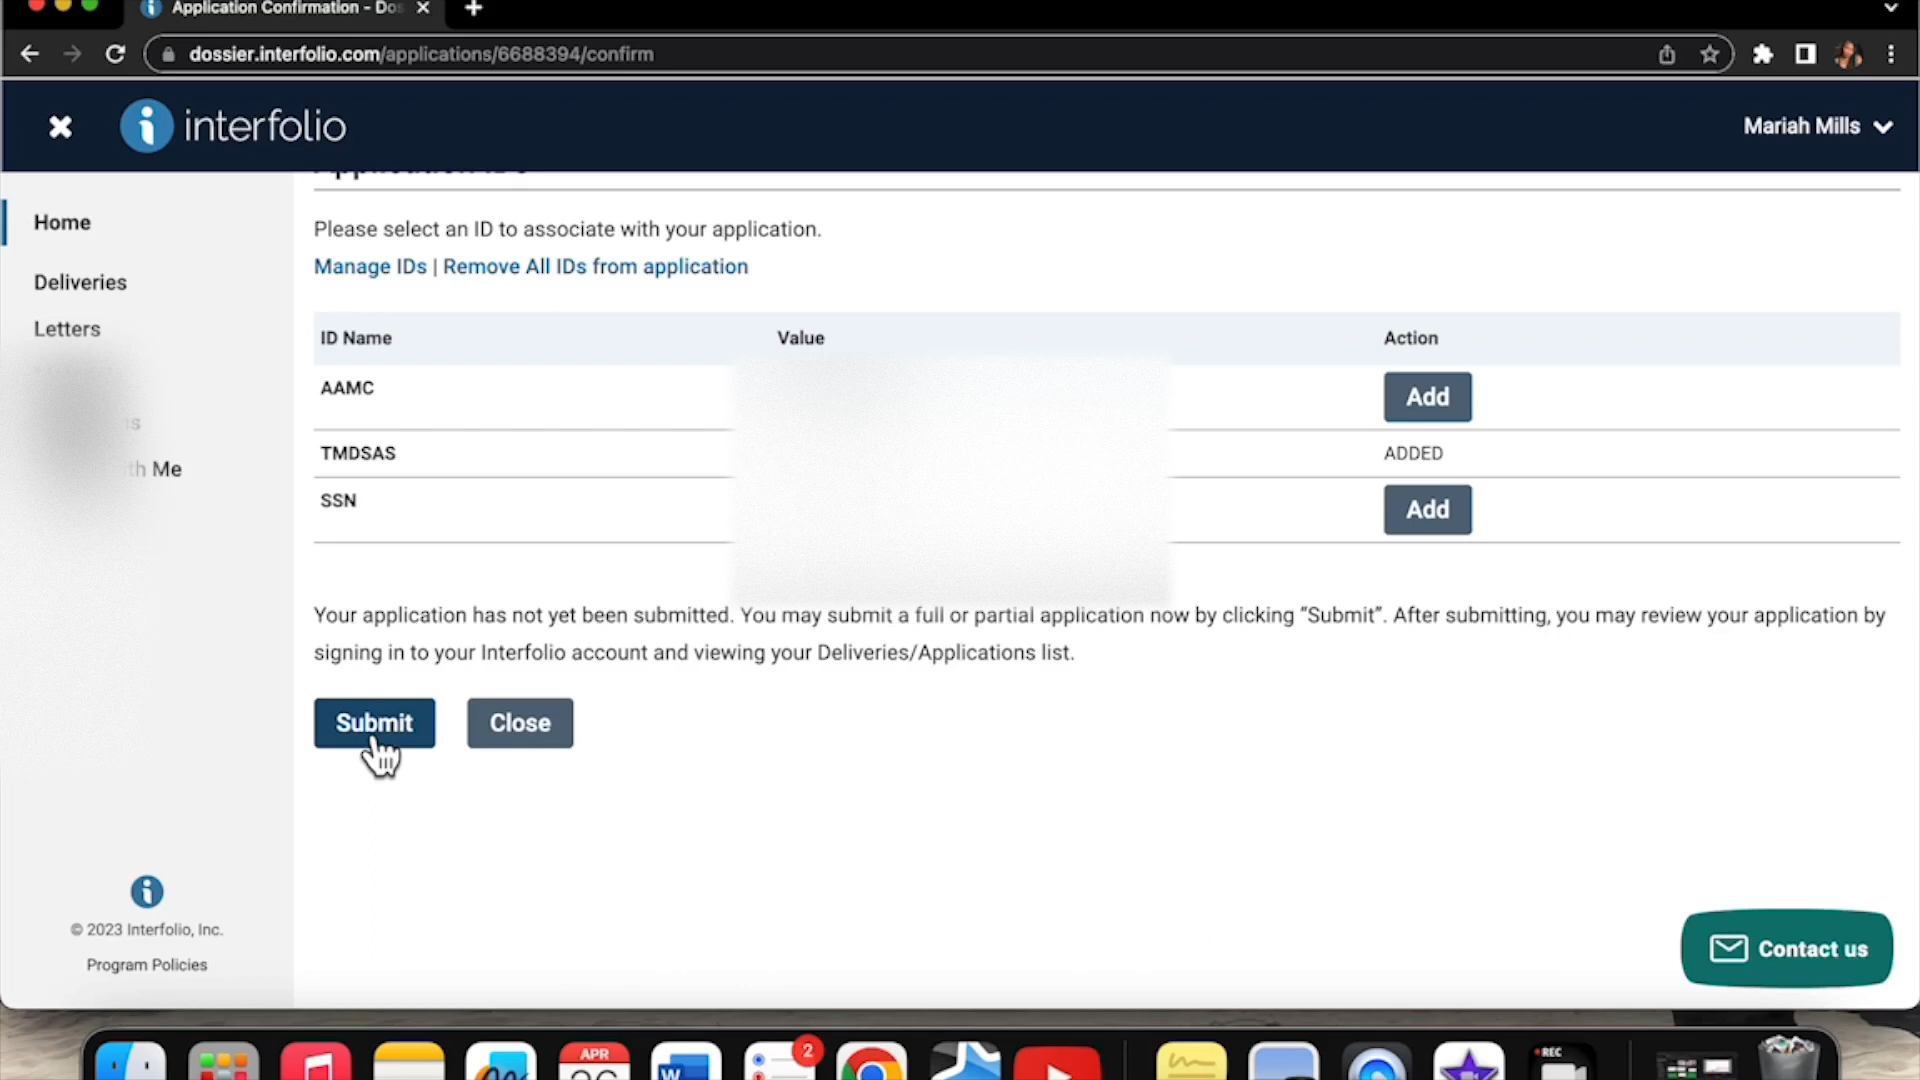 Application Confirmation - Dos
dossier.interfolio.com/applications/6688394/confirm
interfolio
Mariah Mills
Home
Deliveries
Letters
th Me
Please select an ID to associate with your application.
Manage IDs | Remove All IDs from application
ID Name Value Action
AAMC Add
TMDSAS ADDED
SSN Add
Your application has not yet been submitted. You may submit a full or partial application now by clicking “Submit”. After submitting, you may review your application by
signing in to your Interfolio account and viewing your Deliveries/Applications list.
Submit Close
© 2023 Interfolio, Inc.
Program Policies
Contact us
APR
W
2
REC